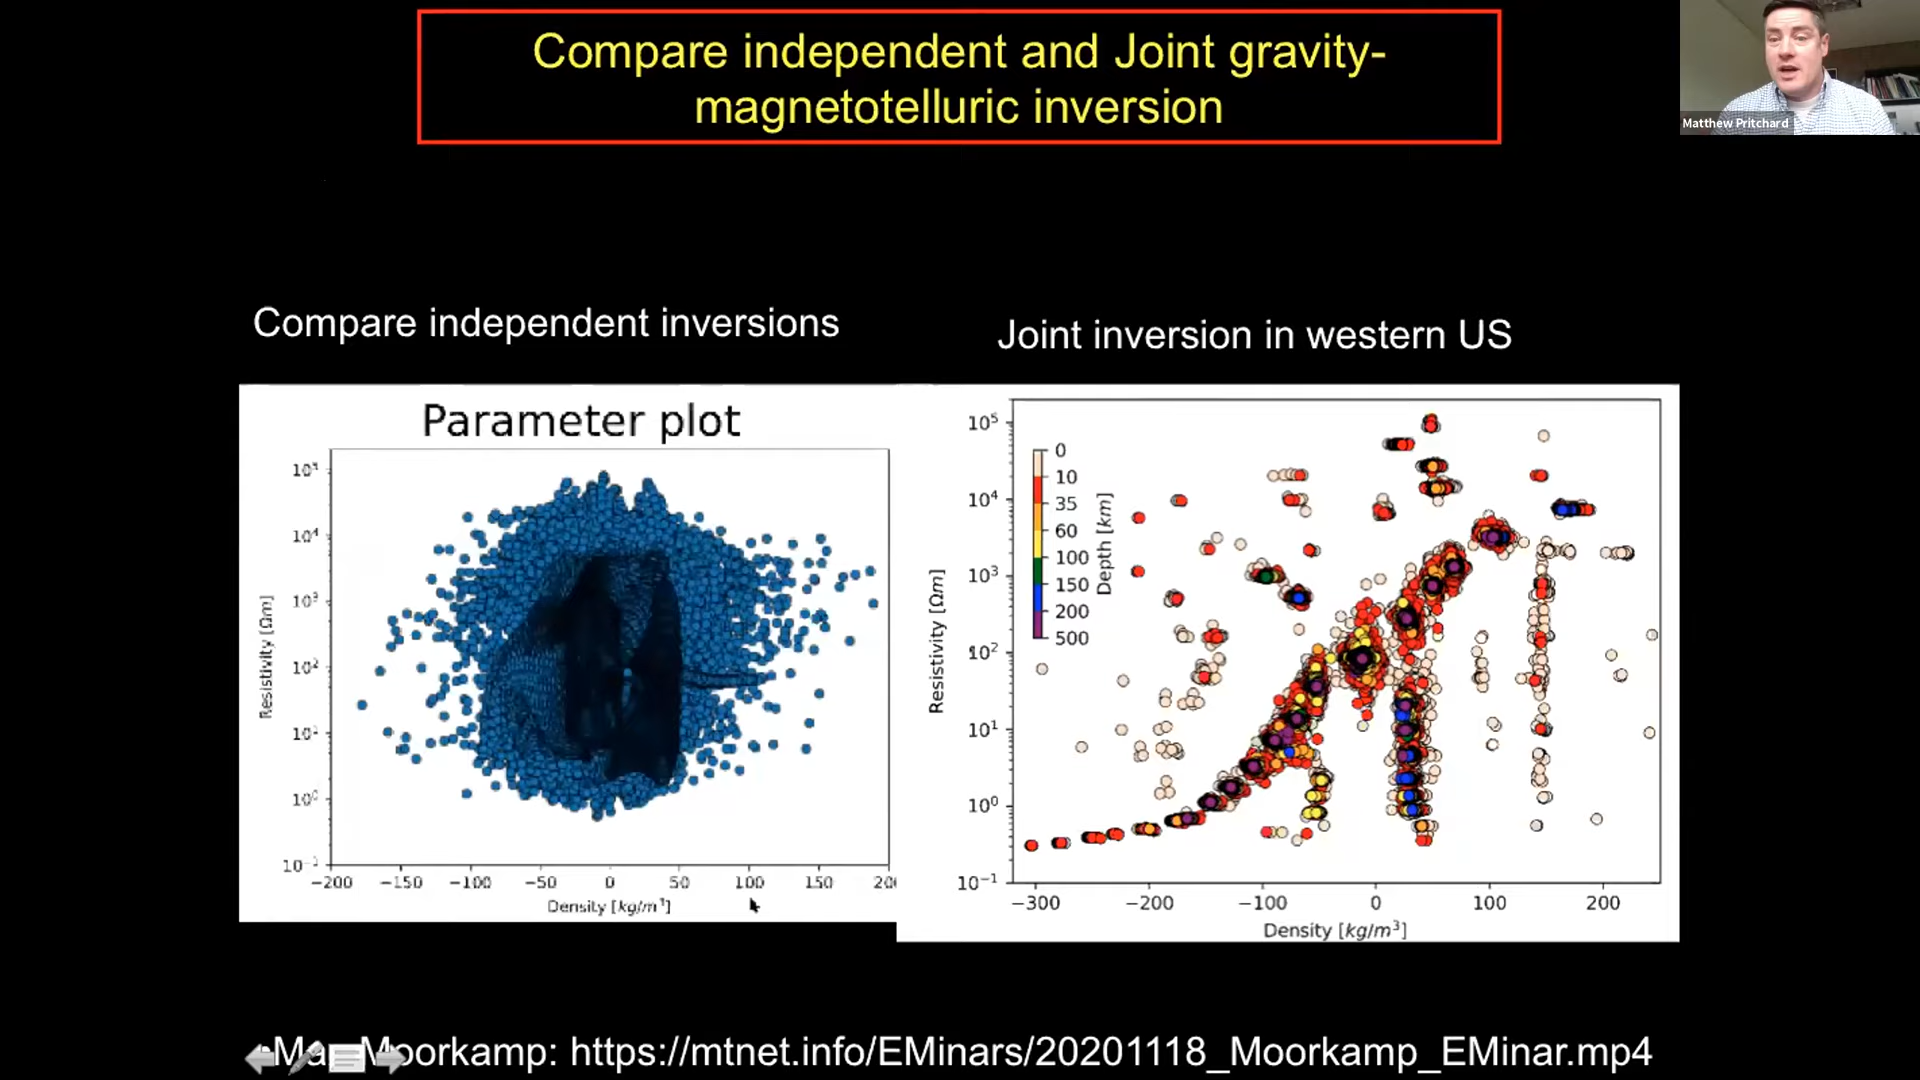 Compare independent and Joint gravity-
magnetotelluric inversion
Matthew Pritchard
Compare independent inversions
Joint inversion in western US
Parameter plot
10⁵
10⁴
10³
10²
10¹
10⁰
Resistivity [Ωm]
−200 −150 −100 −50 0 50 100 150
Density [kg/m³]
10⁵
10⁴
10³
10²
10¹
10⁰
10⁻¹
Resistivity [Ωm]
0
10
35
60
100
150
200
500
Depth [km]
−300 −200 −100 0 100 200
Density [kg/m³]
Moorkamp: https://mtnet.info/EMinars/20201118_Moorkamp_EMinar.mp4